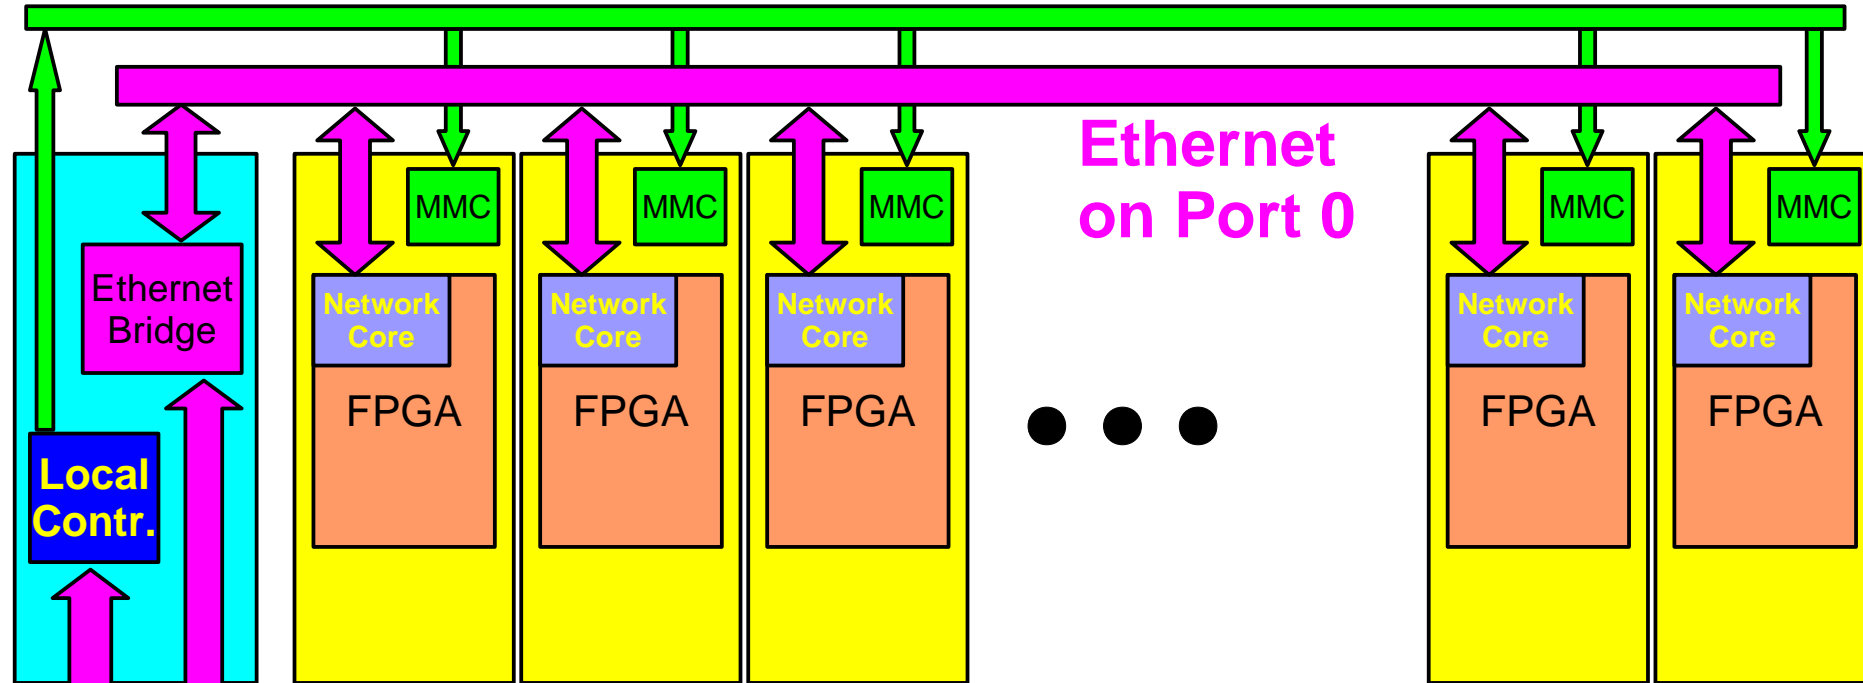 Ethernet
on Port 0
MMC
MMC
MMC
MMC
MMC
Ethernet
Bridge
Network
Core
Network
Core
Network
Core
Network
Core
Network
Core
FPGA
FPGA
FPGA
FPGA
FPGA
Local
Contr.